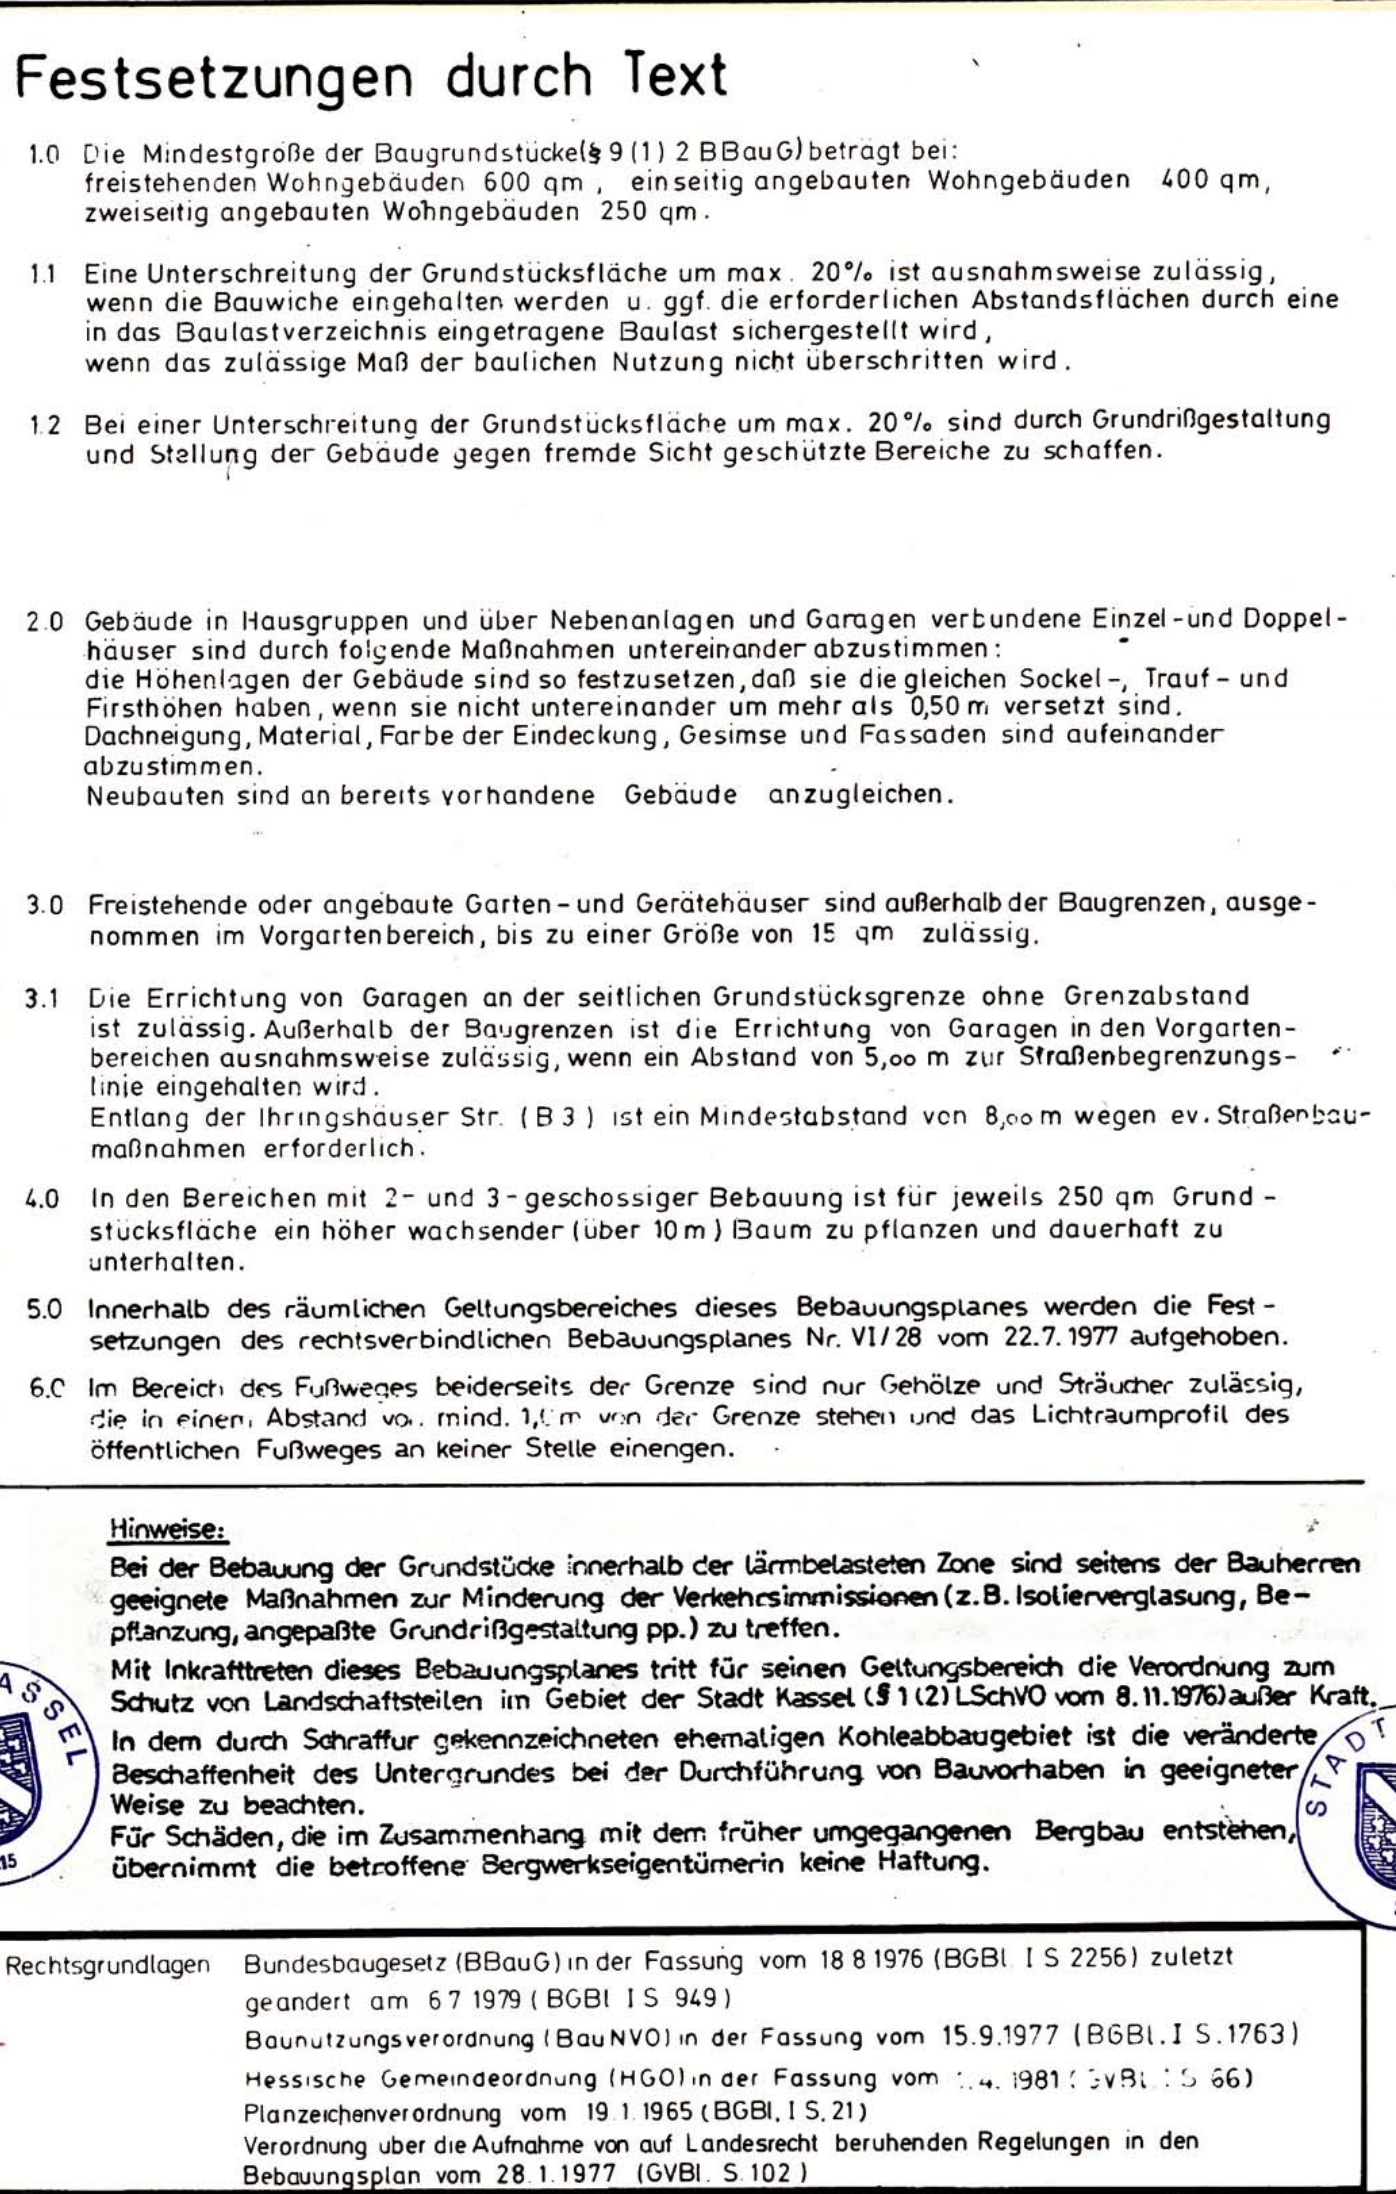 Festsetzungen durch Text
1.0 Die Mindestgröße der Baugrundstücke(§ 9 (1) 2 BBauG) beträgt bei:
freistehenden Wohngebäuden 600 qm, einseitig angebauten Wohngebäuden 400 qm,
zweiseitig angebauten Wohngebäuden 250 qm.
1.1 Eine Unterschreitung der Grundstücksfläche um max. 20% ist ausnahmsweise zulässig,
wenn die Bauwiche eingehalten werden u. ggf. die erforderlichen Abstandsflächen durch eine
in das Baulastverzeichnis eingetragene Baulast sichergestellt wird,
wenn das zulässige Maß der baulichen Nutzung nicht überschritten wird.
1.2 Bei einer Unterschreitung der Grundstücksfläche um max. 20% sind durch Grundrißgestaltung
und Stellung der Gebäude gegen fremde Sicht geschützte Bereiche zu schaffen.
2.0 Gebäude in Hausgruppen und über Nebenanlagen und Garagen verbundene Einzel-und Doppel-
häuser sind durch folgende Maßnahmen untereinander abzustimmen:
die Höhenlagen der Gebäude sind so festzusetzen, daß sie die gleichen Sockel-, Trauf- und
Firsthöhen haben, wenn sie nicht untereinander um mehr als 0,50 m versetzt sind.
Dachneigung, Material, Farbe der Eindeckung, Gesimse und Fassaden sind aufeinander
abzustimmen.
Neubauten sind an bereits vorhandene Gebäude anzugleichen.
3.0 Freistehende oder angebaute Garten-und Gerätehäuser sind außerhalb der Baugrenzen, ausge-
nommen im Vorgartenbereich, bis zu einer Größe von 15 qm zulässig.
3.1 Die Errichtung von Garagen an der seitlichen Grundstücksgrenze ohne Grenzabstand
ist zulässig. Außerhalb der Baugrenzen ist die Errichtung von Garagen in den Vorgarten-
bereichen ausnahmsweise zulässig, wenn ein Abstand von 5,oo m zur Straßenbegrenzungs-
linie eingehalten wird.
Entlang der Ihringshäuser Str. (B 3) ist ein Mindestabstand von 8,oo m wegen ev. Straßenbau-
maßnahmen erforderlich.
4.0 In den Bereichen mit 2- und 3-geschossiger Bebauung ist für jeweils 250 qm Grund-
stücksfläche ein höher wachsender (über 10 m) Baum zu pflanzen und dauerhaft zu
unterhalten.
5.0 Innerhalb des räumlichen Geltungsbereiches dieses Bebauungsplanes werden die Fest-
setzungen des rechtsverbindlichen Bebauungsplanes Nr. VI/28 vom 22.7.1977 aufgehoben.
6.0 Im Bereich des Fußweges beiderseits der Grenze sind nur Gehölze und Sträucher zulässig,
die in einem Abstand von mind. m von der Grenze stehen und das Lichtraumprofil des
öffentlichen Fußweges an keiner Stelle einengen.
Hinweise:
Bei der Bebauung der Grundstücke innerhalb der lärmbelasteten Zone sind seitens der Bauherren
geeignete Maßnahmen zur Minderung der Verkehrsimmissionen (z.B. Isolierverglasung, Be-
pflanzung, angepaßte Grundrißgestaltung pp.) zu treffen.
Mit Inkrafttreten dieses Bebauungsplanes tritt für seinen Geltungsbereich die Verordnung zum
Schutz von Landschaftsteilen im Gebiet der Stadt Kassel (§ 1 (2) LSchVO vom 8.11.1976) außer Kraft.
In dem durch Schraffur gekennzeichneten ehemaligen Kohleabbaugebiet ist die veränderte
Beschaffenheit des Untergrundes bei der Durchführung von Bauvorhaben in geeigneter
Weise zu beachten.
Für Schäden, die im Zusammenhang mit dem früher umgegangenen Bergbau entstehen,
übernimmt die betroffene Bergwerkseigentümerin keine Haftung.
ASSEL
15
STADT
Rechtsgrundlagen Bundesbaugesetz (BBauG) in der Fassung vom 18 8 1976 (BGBl I S 2256) zuletzt
geandert am 6 7 1979 (BGBl I S 949)
Baunutzungsverordnung (BauNVO) in der Fassung vom 15.9.1977 (BGBl. I S.1763)
Hessische Gemeindeordnung (HGO) in der Fassung vom 4. 1981 S 66)
Planzeichenverordnung vom 19.1.1965 (BGBl. I S. 21)
Verordnung uber die Aufnahme von auf Landesrecht beruhenden Regelungen in den
Bebauungsplan vom 28.1.1977 (GVBl. S. 102)